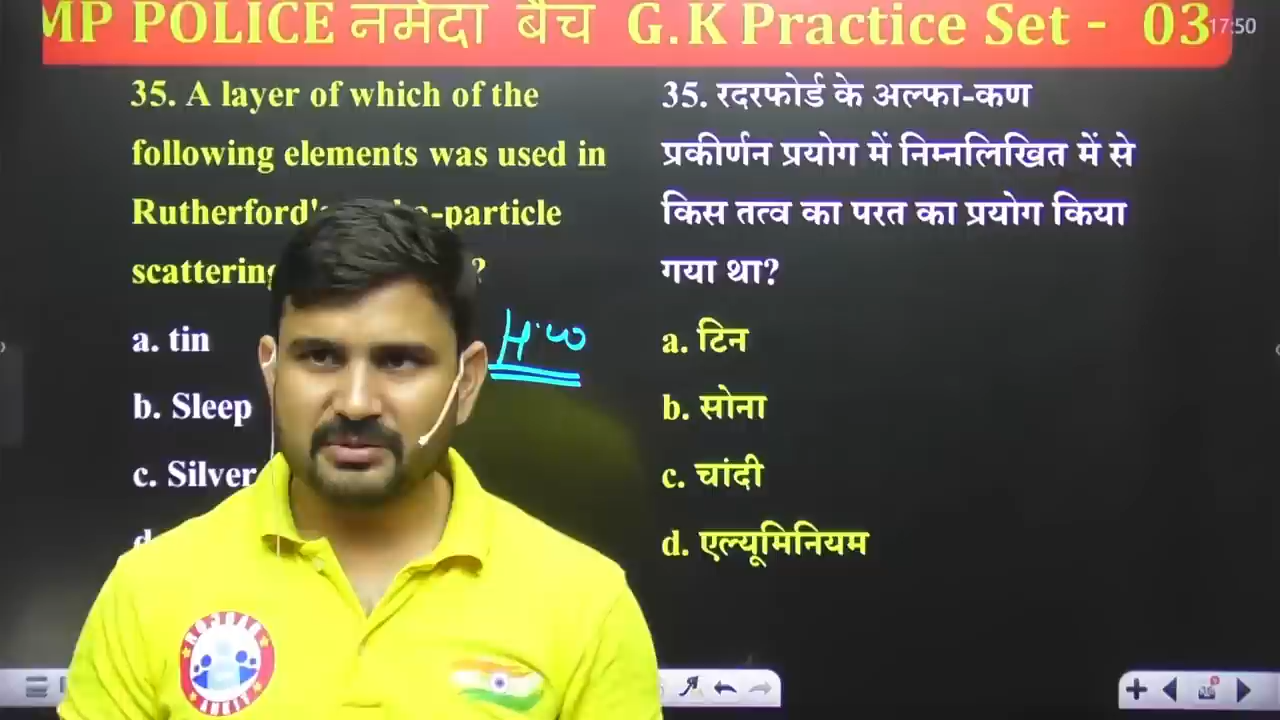 MP POLICE नर्मदा बैच G.K Practice Set - 03
17:50
35. A layer of which of the
following elements was used in
Rutherford's -particle
scattering ?
a. tin
b. Sleep
c. Silver
d.
H.W
35. रदरफोर्ड के अल्फा-कण
प्रकीर्णन प्रयोग में निम्नलिखित में से
किस तत्व का परत का प्रयोग किया
गया था?
a. टिन
b. सोना
c. चांदी
d. एल्यूमिनियम
ROJGAR
ANKIT